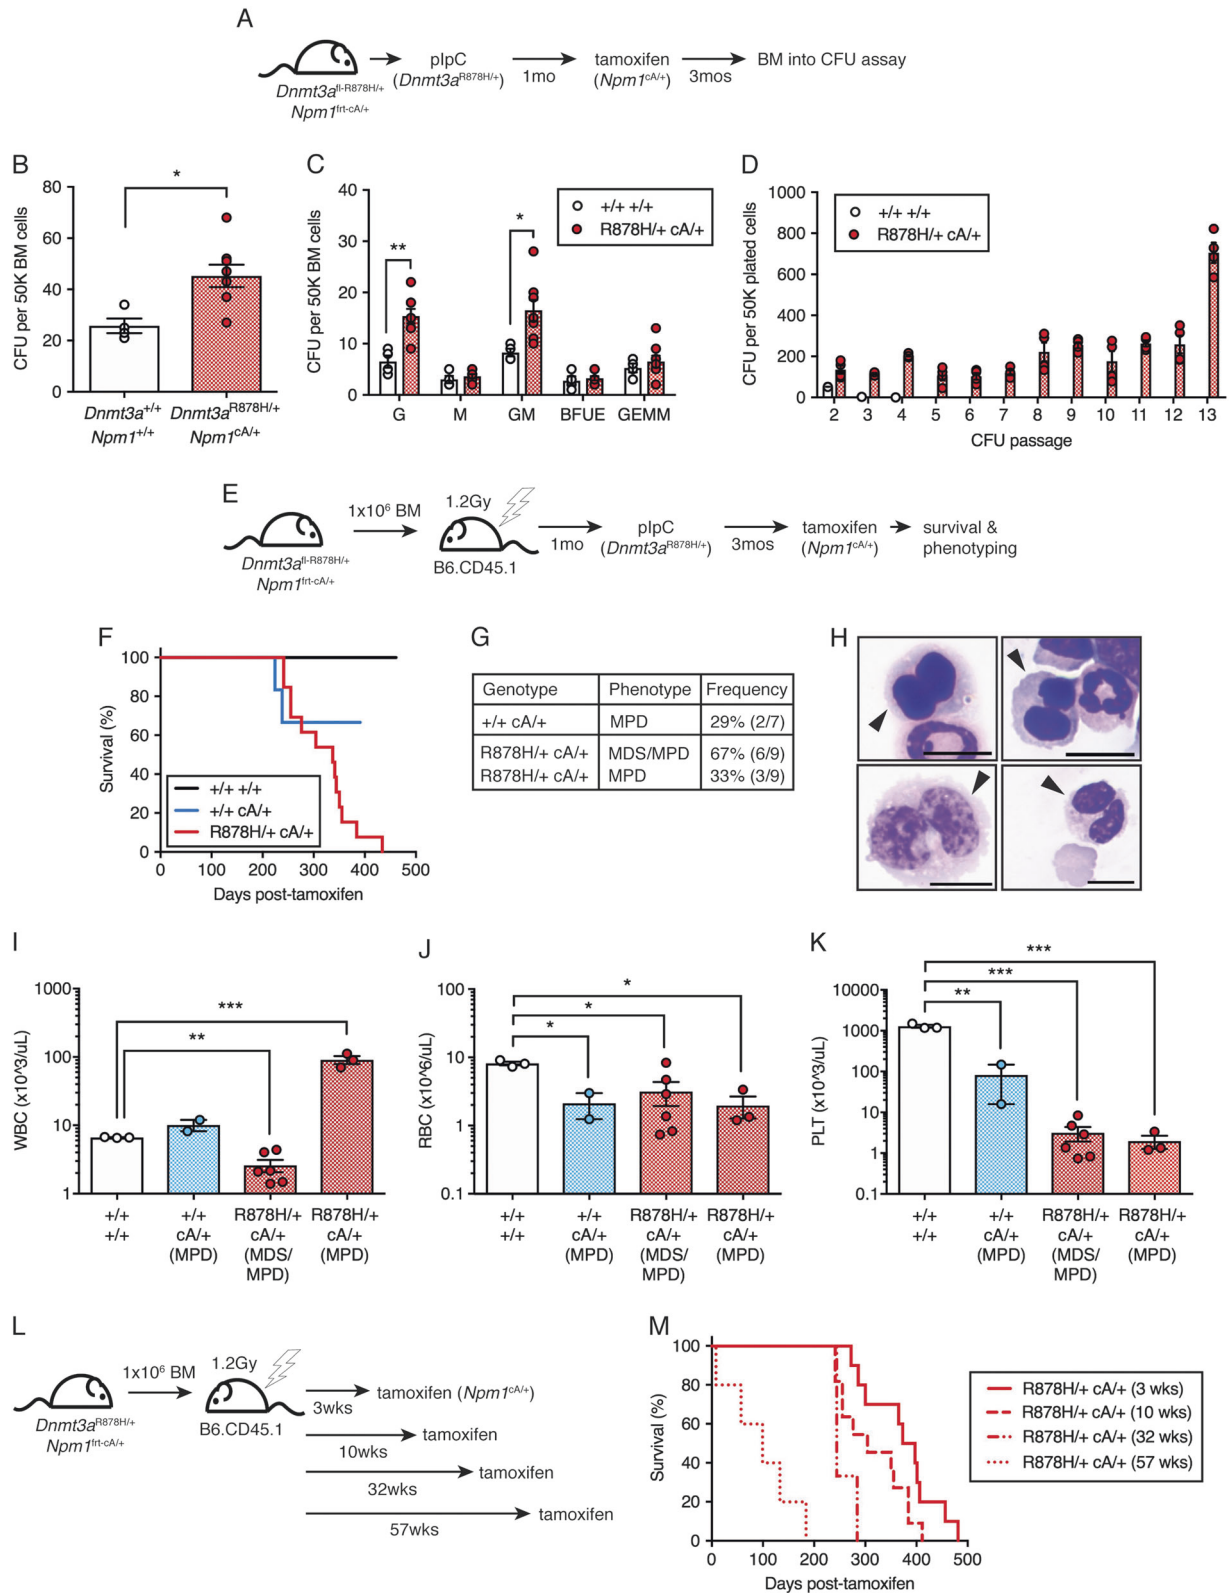 A
pIpC
(Dnmt3a^R878H/+)
1mo
tamoxifen
(Npm1^cA/+)
3mos
BM into CFU assay
Dnmt3a^fl-R878H/+
Npm1^frt-cA/+
B
CFU per 50K BM cells
80
60
40
20
0
*
Dnmt3a^+/+
Npm1^+/+
Dnmt3a^R878H/+
Npm1^cA/+
C
CFU per 50K BM cells
40
30
20
10
0
**
*
+/+ +/+
R878H/+ cA/+
G M GM BFUE GEMM
D
CFU per 50K plated cells
1000
800
600
400
200
0
+/+ +/+
R878H/+ cA/+
2 3 4 5 6 7 8 9 10 11 12 13
CFU passage
E
1x10⁶ BM
1.2Gy
Dnmt3a^fl-R878H/+
Npm1^frt-cA/+
B6.CD45.1
1mo
pIpC
(Dnmt3a^R878H/+)
3mos
tamoxifen
(Npm1^cA/+)
survival &
phenotyping
F
Survival (%)
100
80
60
40
20
0
+/+ +/+
+/+ cA/+
R878H/+ cA/+
0 100 200 300 400 500
Days post-tamoxifen
G
Genotype Phenotype Frequency
+/+ cA/+ MPD 29% (2/7)
R878H/+ cA/+ MDS/MPD 67% (6/9)
R878H/+ cA/+ MPD 33% (3/9)
H
I
WBC (x10^3/uL)
1000
100
10
1
***
**
+/+
+/+
+/+
cA/+
(MPD)
R878H/+
cA/+
(MDS/
MPD)
R878H/+
cA/+
(MPD)
J
RBC (x10^6/uL)
100
10
1
0.1
*
*
*
+/+
+/+
+/+
cA/+
(MPD)
R878H/+
cA/+
(MDS/
MPD)
R878H/+
cA/+
(MPD)
K
PLT (x10^3/uL)
10000
1000
100
10
1
0.1
***
***
**
+/+
+/+
+/+
cA/+
(MPD)
R878H/+
cA/+
(MDS/
MPD)
R878H/+
cA/+
(MPD)
L
1x10⁶ BM
1.2Gy
Dnmt3a^R878H/+
Npm1^frt-cA/+
B6.CD45.1
3wks
tamoxifen (Npm1^cA/+)
10wks
tamoxifen
32wks
tamoxifen
57wks
tamoxifen
M
Survival (%)
100
80
60
40
20
0
0 100 200 300 400 500
Days post-tamoxifen
R878H/+ cA/+ (3 wks)
R878H/+ cA/+ (10 wks)
R878H/+ cA/+ (32 wks)
R878H/+ cA/+ (57 wks)